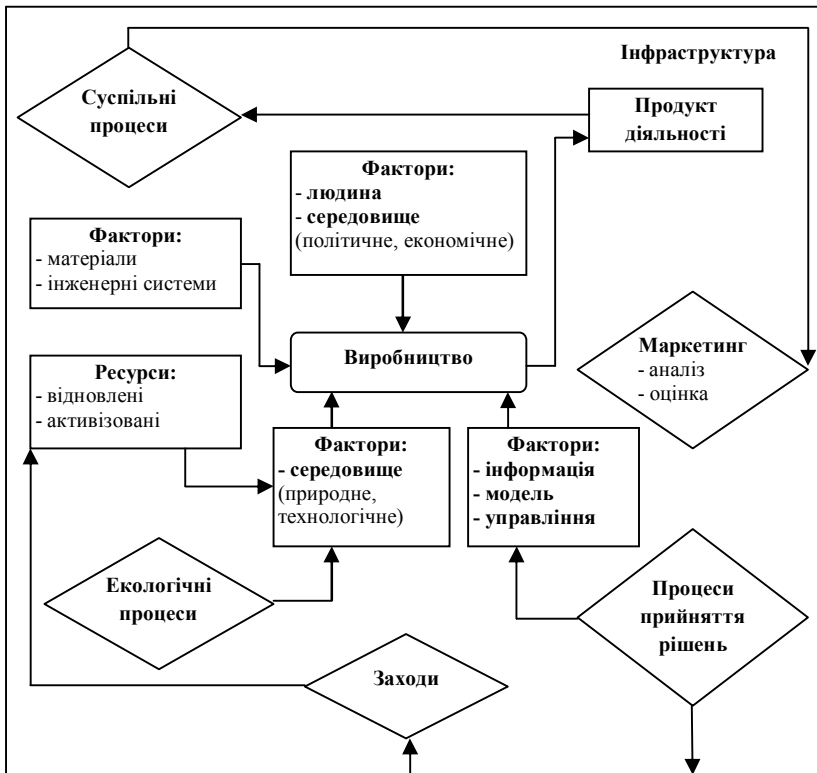 Інфраструктура
Суспільні
процеси
Продукт
діяльності
Фактори:
- людина
- середовище
(політичне, економічне)
Фактори:
- матеріали
- інженерні системи
Виробництво
Маркетинг
- аналіз
- оцінка
Ресурси:
- відновлені
- активізовані
Фактори:
- середовище
(природне,
технологічне)
Фактори:
- інформація
- модель
- управління
Екологічні
процеси
Процеси
прийняття
рішень
Заходи